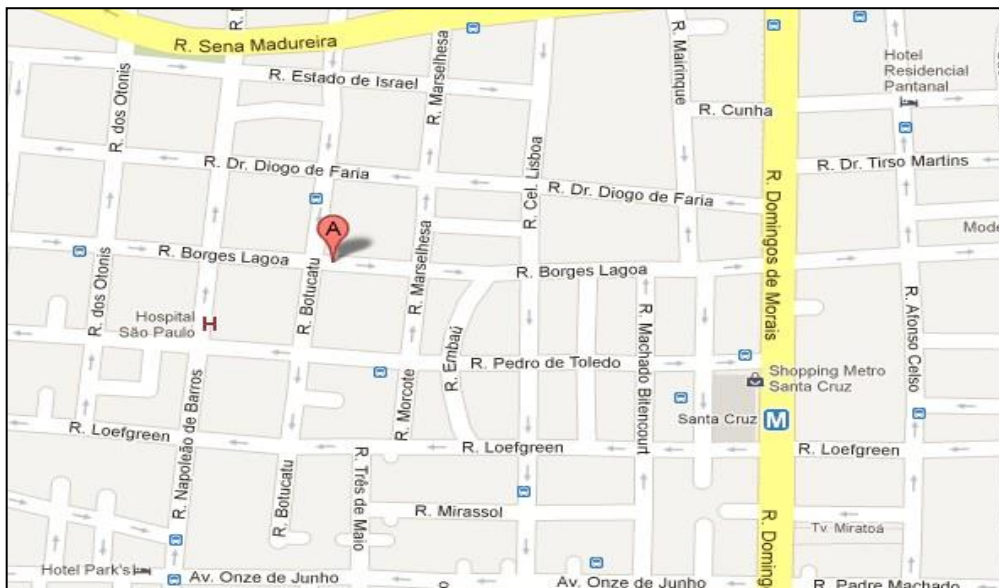 R. Sena Madureira
R. Estado de Israel
R. dos Otonis
R. Marselhesa
R. Mairinque
Hotel
Residencial
Pantanal
R. Cunha
R. Dr. Diogo de Faria
R. Cel. Lisboa
R. Dr. Diogo de Faria
R. Dr. Tirso Martins
R. Domingos de Morais
A
R. Borges Lagoa
R. Marselhesa
R. Borges Lagoa
R. dos Otonis
R. Botucatu
Hospital
São Paulo
H
R. Embaú
R. Machado Bitencourt
R. Afonso Celso
R. Pedro de Toledo
Shopping Metro
Santa Cruz
R. Napoleão de Barros
R. Morcote
Santa Cruz
M
R. Loefgreen
R. Loefgreen
R. Loefgreen
R. Botucatu
R. Três de Maio
R. Mirassol
Tv. Miratoá
R. Doming
Hotel Park's
Av. Onze de Junho
Av. Onze de Junho
R. Padre Machado